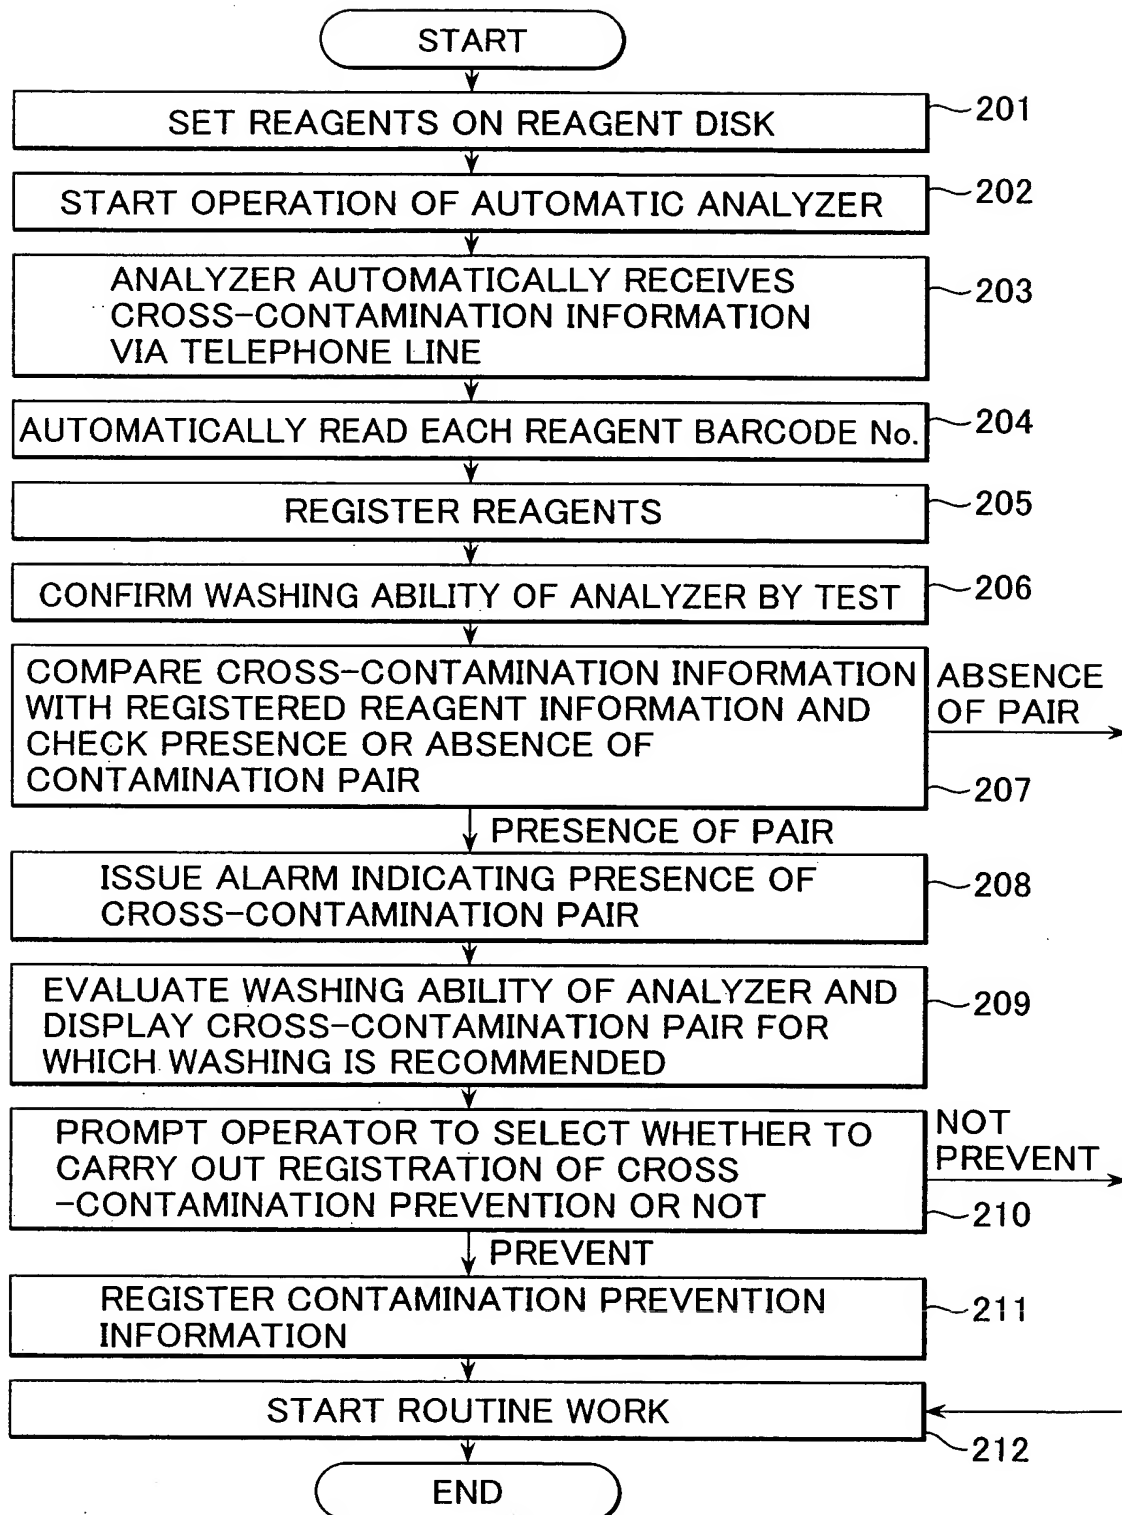 START
SET REAGENTS ON REAGENT DISK
201
START OPERATION OF AUTOMATIC ANALYZER
202
ANALYZER AUTOMATICALLY RECEIVES
CROSS-CONTAMINATION INFORMATION
VIA TELEPHONE LINE
203
AUTOMATICALLY READ EACH REAGENT BARCODE No.
204
REGISTER REAGENTS
205
CONFIRM WASHING ABILITY OF ANALYZER BY TEST
206
COMPARE CROSS-CONTAMINATION INFORMATION
WITH REGISTERED REAGENT INFORMATION AND
CHECK PRESENCE OR ABSENCE OF
CONTAMINATION PAIR
ABSENCE
OF PAIR
207
PRESENCE OF PAIR
ISSUE ALARM INDICATING PRESENCE OF
CROSS-CONTAMINATION PAIR
208
EVALUATE WASHING ABILITY OF ANALYZER AND
DISPLAY CROSS-CONTAMINATION PAIR FOR
WHICH WASHING IS RECOMMENDED
209
PROMPT OPERATOR TO SELECT WHETHER TO
CARRY OUT REGISTRATION OF CROSS
-CONTAMINATION PREVENTION OR NOT
NOT
PREVENT
210
PREVENT
REGISTER CONTAMINATION PREVENTION
INFORMATION
211
START ROUTINE WORK
212
END